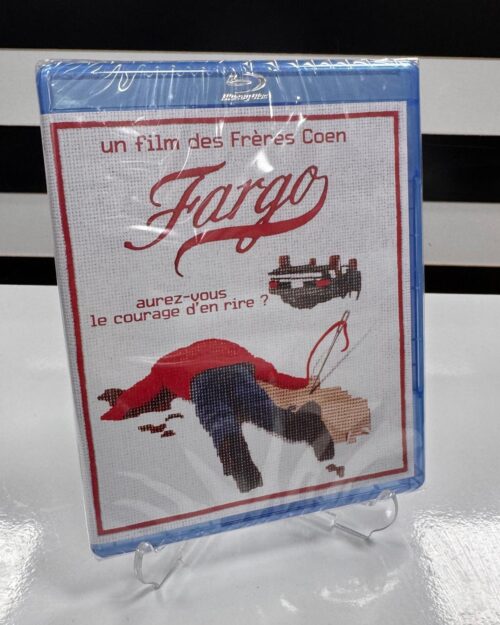 Blu-ray Disc
un film des Frères Coen
Fargo
aurez-vous
le courage d'en rire ?